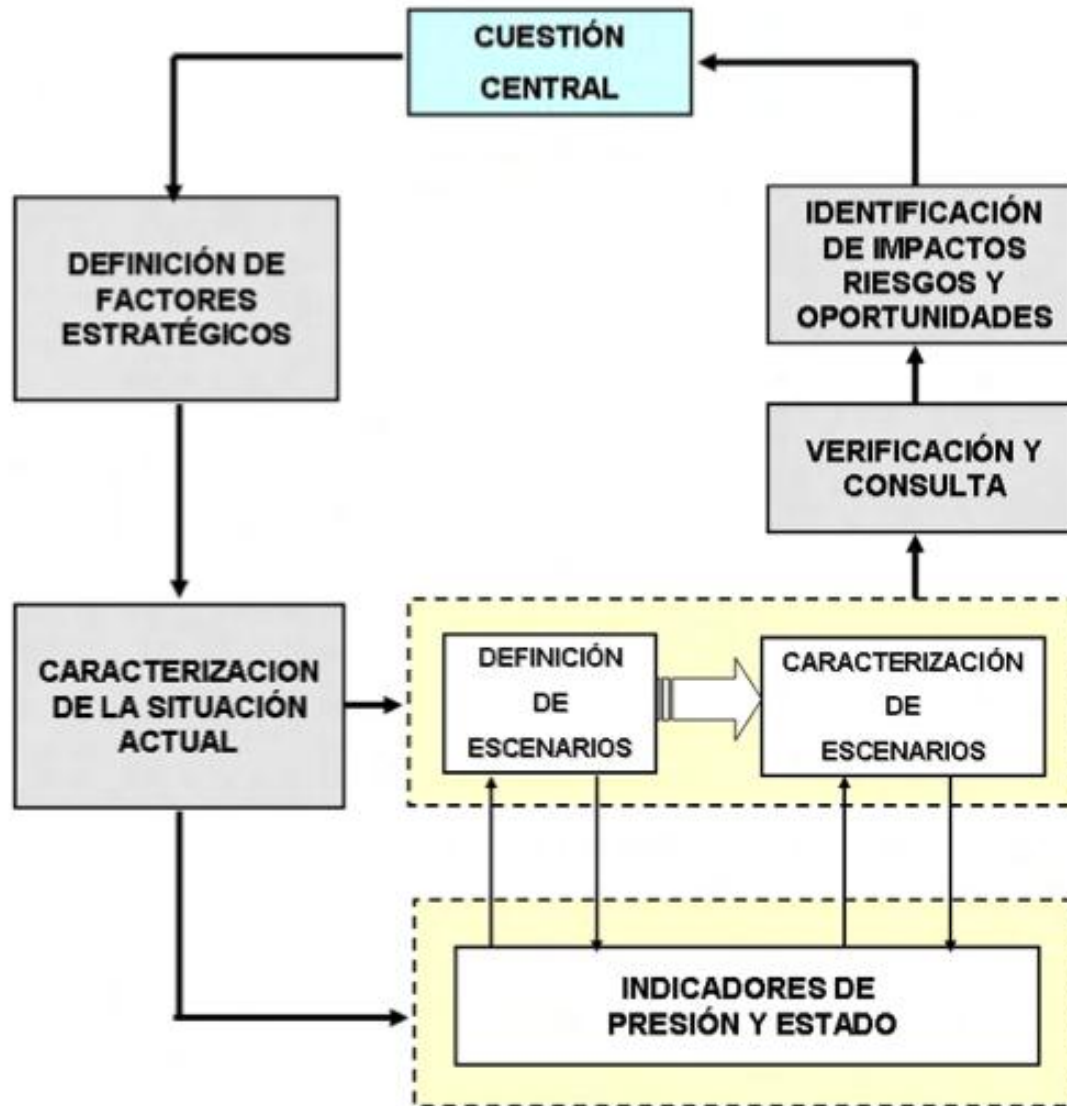 CUESTIÓN
CENTRAL
DEFINICIÓN DE
FACTORES
ESTRATÉGICOS
CARACTERIZACION
DE LA SITUACIÓN
ACTUAL
DEFINICIÓN
DE
ESCENARIOS
CARACTERIZACIÓN
DE
ESCENARIOS
INDICADORES DE
PRESIÓN Y ESTADO
VERIFICACIÓN Y
CONSULTA
IDENTIFICACIÓN
DE IMPACTOS
RIESGOS Y
OPORTUNIDADES